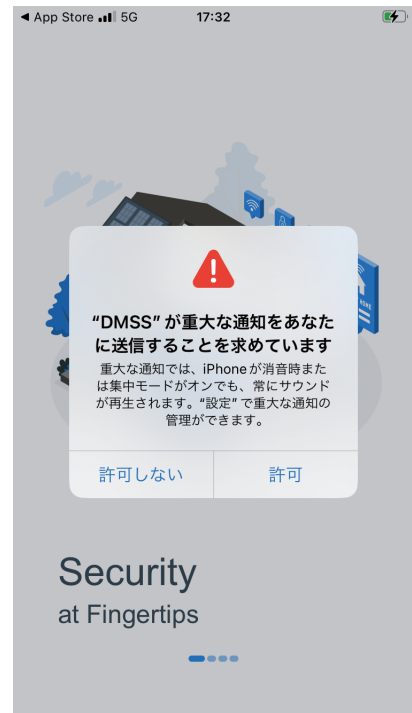 ◀ App Store 5G 17:32
HOME
“DMSS”が重大な通知をあなた
に送信することを求めています
重大な通知では、iPhoneが消音時また
は集中モードがオンでも、常にサウンド
が再生されます。“設定”で重大な通知の
管理ができます。
許可しない 許可
Security
at Fingertips